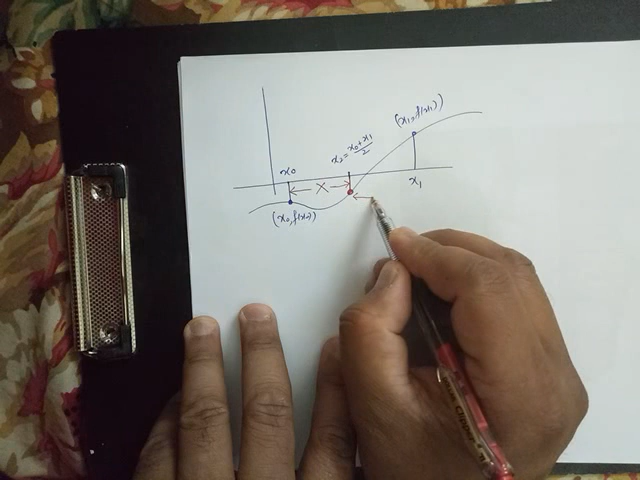 (x₁, f(x₁))
x₂ = x₀ + x₁ / 2
x₀
X
x₁
(x₀, f(x₀))